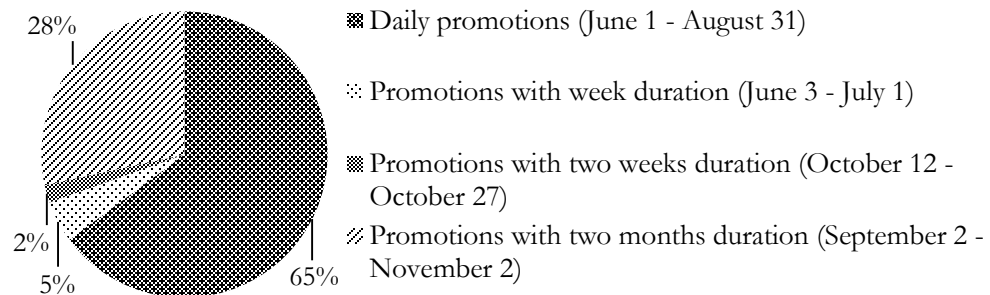 28%
Daily promotions (June 1 - August 31)
Promotions with week duration (June 3 - July 1)
Promotions with two weeks duration (October 12 -
October 27)
Promotions with two months duration (September 2 -
November 2)
2%
5%
65%